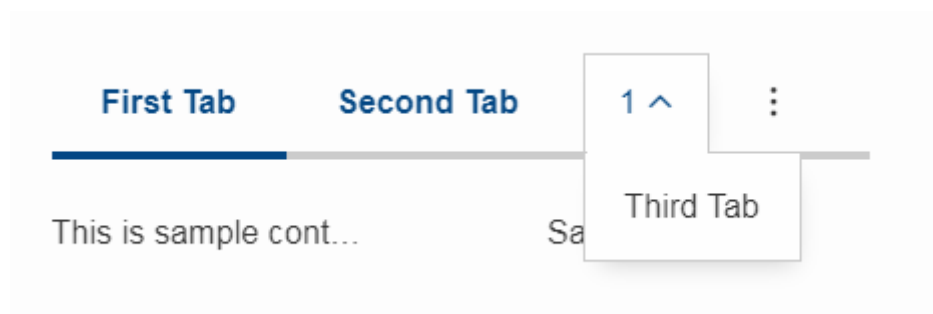 First Tab Second Tab 1
Third Tab
This is sample cont... Sa